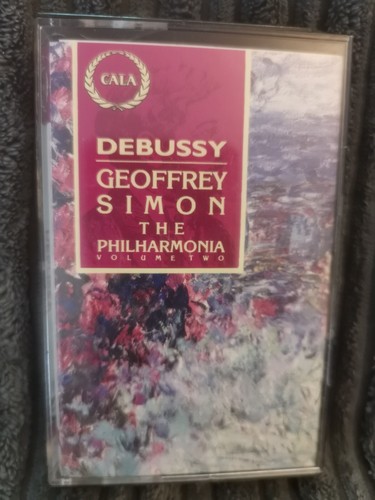 CALA
DEBUSSY
GEOFFREY
SIMON
THE
PHILHARMONIA
VOLUME TWO